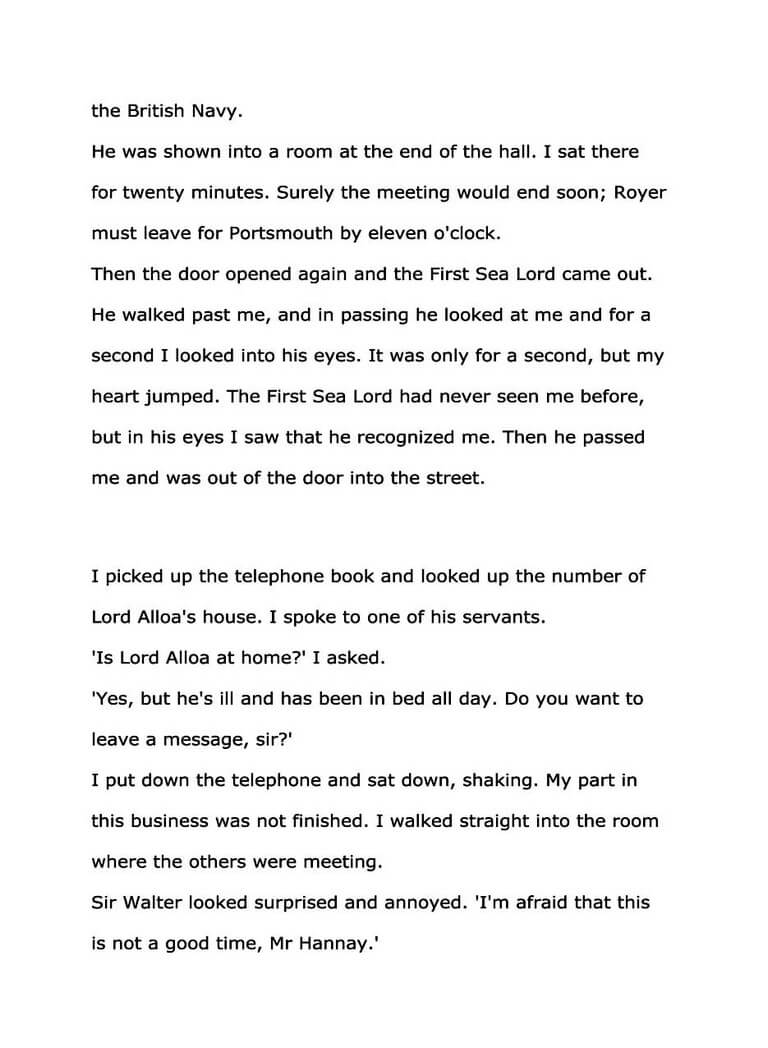 the British Navy.
He was shown into a room at the end of the hall. I sat there
for twenty minutes. Surely the meeting would end soon; Royer
must leave for Portsmouth by eleven o'clock.
Then the door opened again and the First Sea Lord came out.
He walked past me, and in passing he looked at me and for a
second I looked into his eyes. It was only for a second, but my
heart jumped. The First Sea Lord had never seen me before,
but in his eyes I saw that he recognized me. Then he passed
me and was out of the door into the street.
I picked up the telephone book and looked up the number of
Lord Alloa's house. I spoke to one of his servants.
'Is Lord Alloa at home?' I asked.
'Yes, but he's ill and has been in bed all day. Do you want to
leave a message, sir?'
I put down the telephone and sat down, shaking. My part in
this business was not finished. I walked straight into the room
where the others were meeting.
Sir Walter looked surprised and annoyed. 'I'm afraid that this
is not a good time, Mr Hannay.'